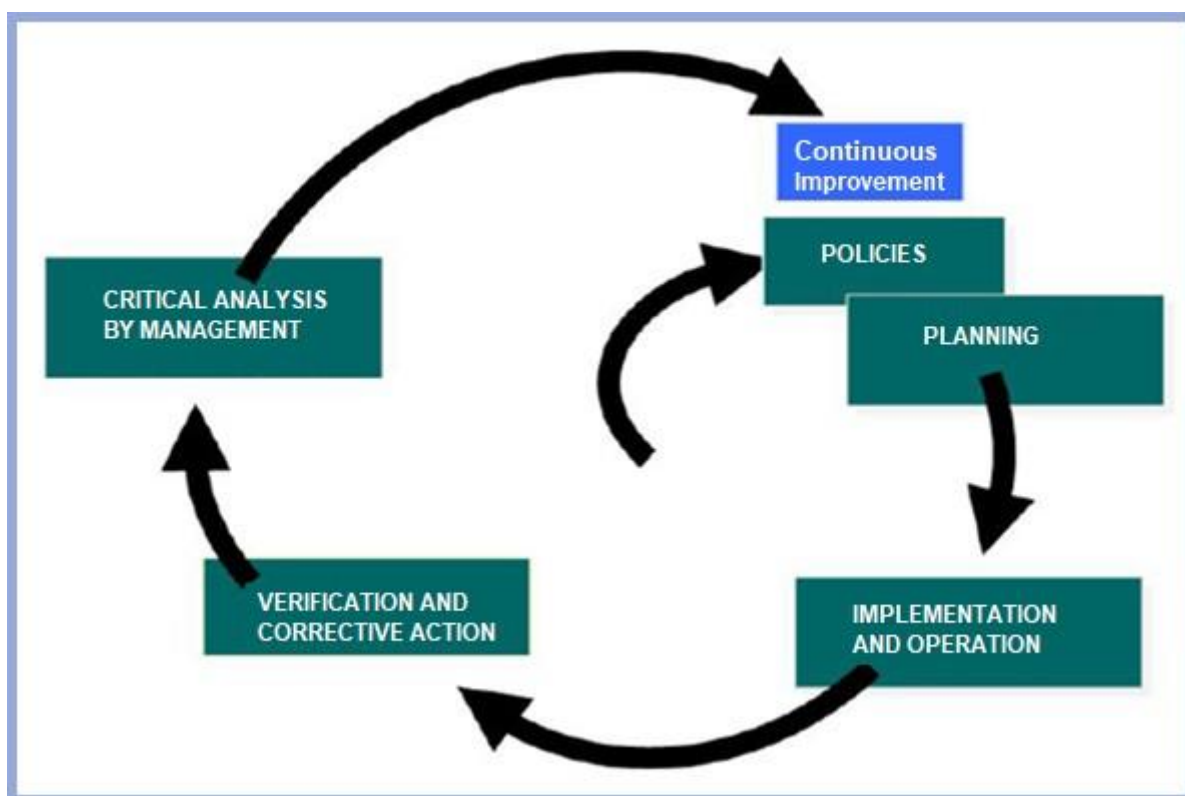 Continuous
Improvement
POLICIES
PLANNING
CRITICAL ANALYSIS
BY MANAGEMENT
VERIFICATION AND
CORRECTIVE ACTION
IMPLEMENTATION
AND OPERATION